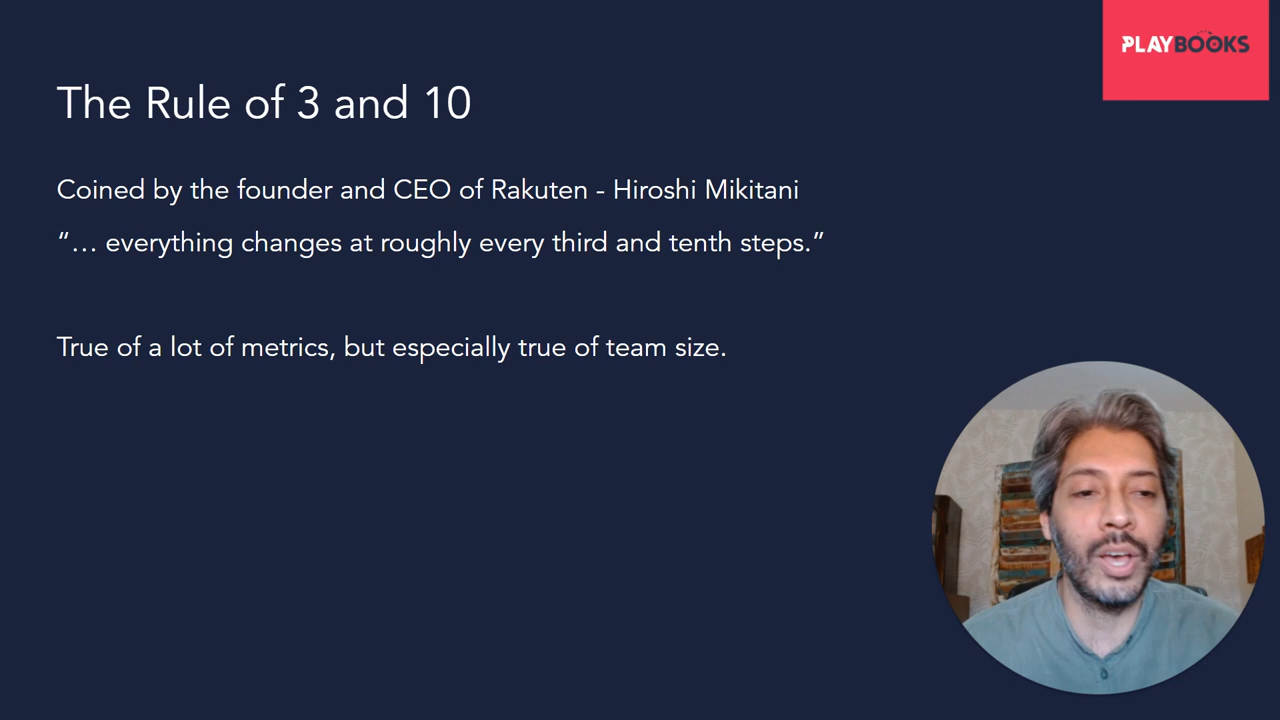 PLAYBOOKS
The Rule of 3 and 10
Coined by the founder and CEO of Rakuten - Hiroshi Mikitani
“… everything changes at roughly every third and tenth steps.”
True of a lot of metrics, but especially true of team size.